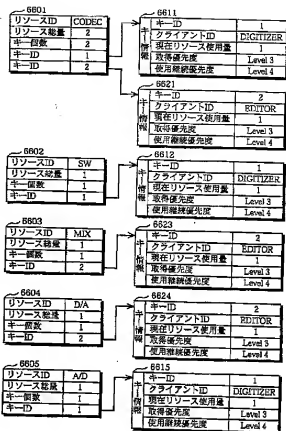 6601
リソースID CODEC
リソース総量 2
キー個数 2
キーID 1
キーID 2
6611
キー情報
キーID 1
クライアントID DIGITIZER
現在リソース使用量 1
取得優先度 Level 3
使用継続優先度 Level 4
6621
キー情報
キーID 2
クライアントID EDITOR
現在リソース使用量 1
取得優先度 Level 3
使用継続優先度 Level 4
6602
リソースID SW
リソース総量 1
キー個数 1
キーID 1
6612
キー情報
キーID 1
クライアントID DIGITIZER
現在リソース使用量 1
取得優先度 Level 3
使用継続優先度 Level 4
6603
リソースID MIX
リソース総量 1
キー個数 1
キーID 2
6623
キー情報
キーID 2
クライアントID EDITOR
現在リソース使用量 1
取得優先度 Level 3
使用継続優先度 Level 4
6604
リソースID D/A
リソース総量 1
キー個数 1
キーID 2
6624
キー情報
キーID 2
クライアントID EDITOR
現在リソース使用量 1
取得優先度 Level 3
使用継続優先度 Level 4
6605
リソースID A/D
リソース総量 1
キー個数 1
キーID 1
6615
キー情報
キーID 1
クライアントID DIGITIZER
現在リソース使用量 1
取得優先度 Level 3
使用継続優先度 Level 4